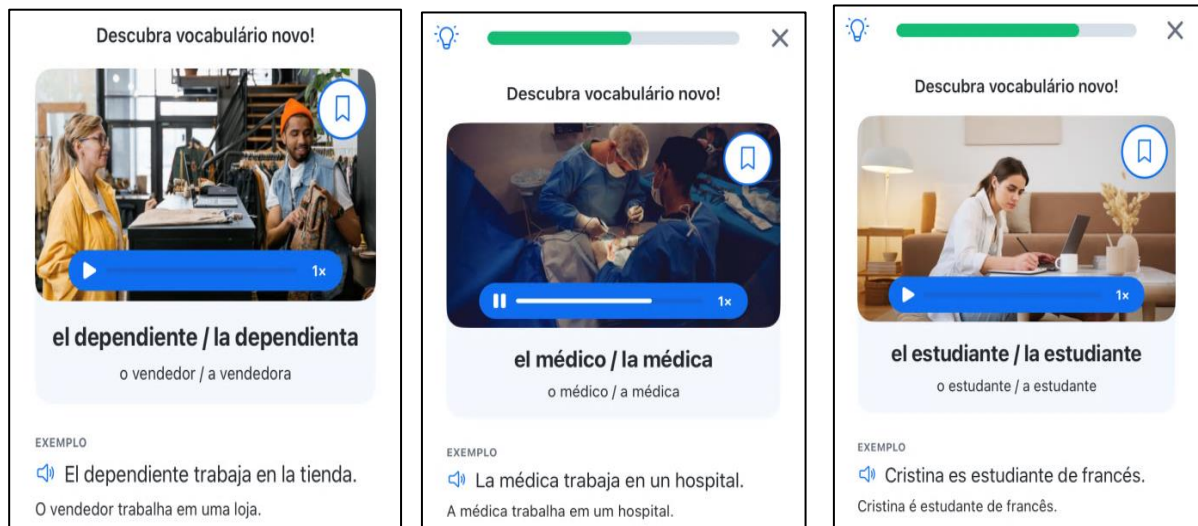 Descubra vocabulário novo!
1×
el dependiente / la dependienta
o vendedor / a vendedora
EXEMPLO
El dependiente trabaja en la tienda.
O vendedor trabalha em uma loja.
Descubra vocabulário novo!
1×
el médico / la médica
o médico / a médica
EXEMPLO
La médica trabaja en un hospital.
A médica trabalha em um hospital.
Descubra vocabulário novo!
1×
el estudiante / la estudiante
o estudante / a estudante
EXEMPLO
Cristina es estudiante de francés.
Cristina é estudante de francês.